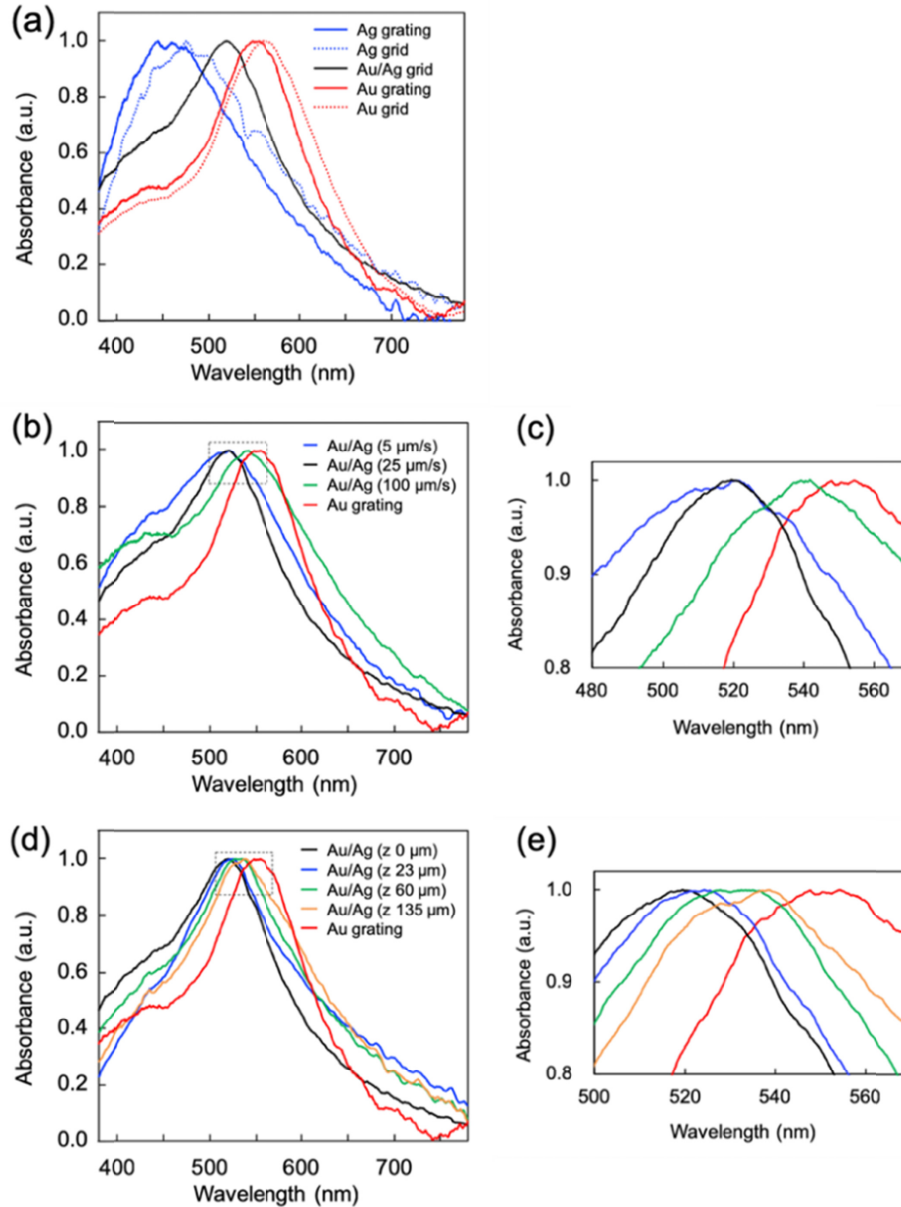 (a)
Absorbance (a.u.)
1.0
0.8
0.6
0.4
0.2
0.0
Ag grating
Ag grid
Au/Ag grid
Au grating
Au grid
400 500 600 700
Wavelength (nm)
(b)
Absorbance (a.u.)
1.0
0.8
0.6
0.4
0.2
0.0
Au/Ag (5 µm/s)
Au/Ag (25 µm/s)
Au/Ag (100 µm/s)
Au grating
400 500 600 700
Wavelength (nm)
(c)
Absorbance (a.u.)
1.0
0.9
0.8
480 500 520 540 560
Wavelength (nm)
(d)
Absorbance (a.u.)
1.0
0.8
0.6
0.4
0.2
0.0
Au/Ag (z 0 µm)
Au/Ag (z 23 µm)
Au/Ag (z 60 µm)
Au/Ag (z 135 µm)
Au grating
400 500 600 700
Wavelength (nm)
(e)
Absorbance (a.u.)
1.0
0.9
0.8
500 520 540 560
Wavelength (nm)